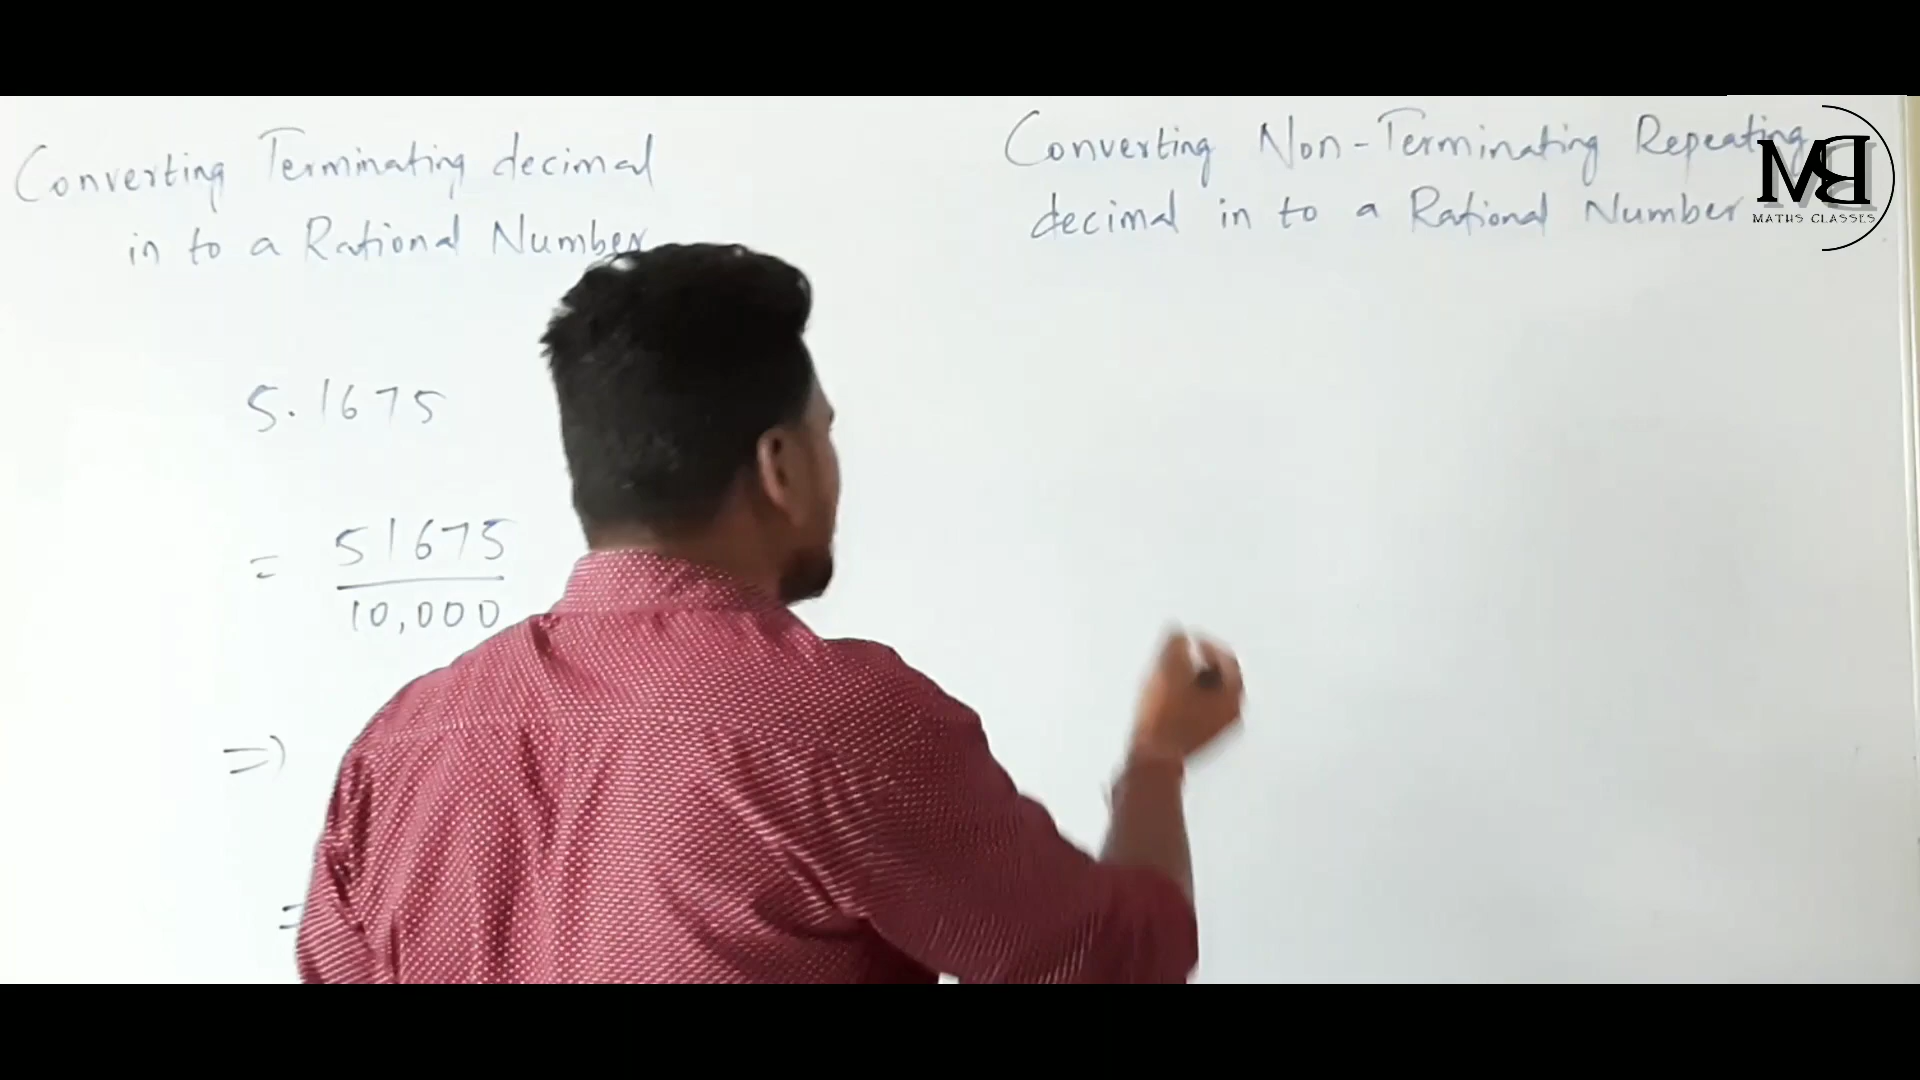 Converting Terminating decimal
in to a Rational Number
5.1675
= 51675
10,000
=>
=
Converting Non-Terminating Repeating
decimal in to a Rational Number
MB
MATHS CLASSES